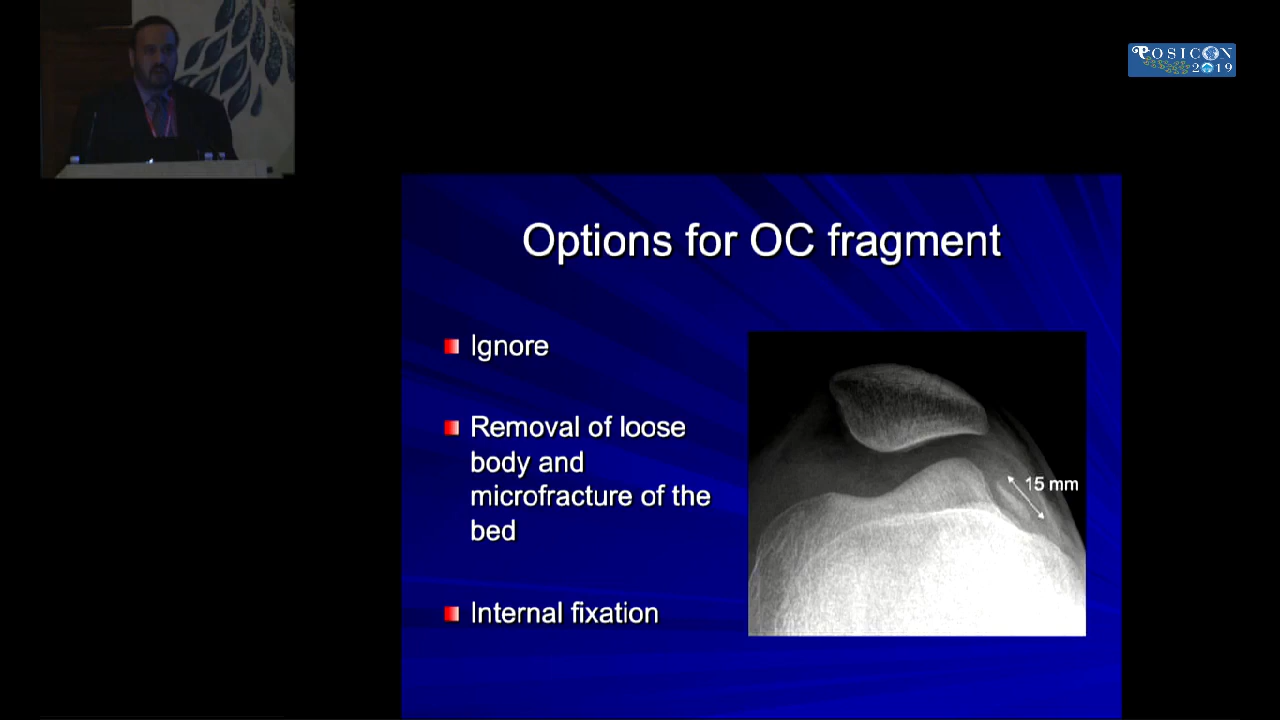 POSICON
2019
Options for OC fragment
Ignore
Removal of loose
body and
microfracture of the
bed
Internal fixation
15 mm